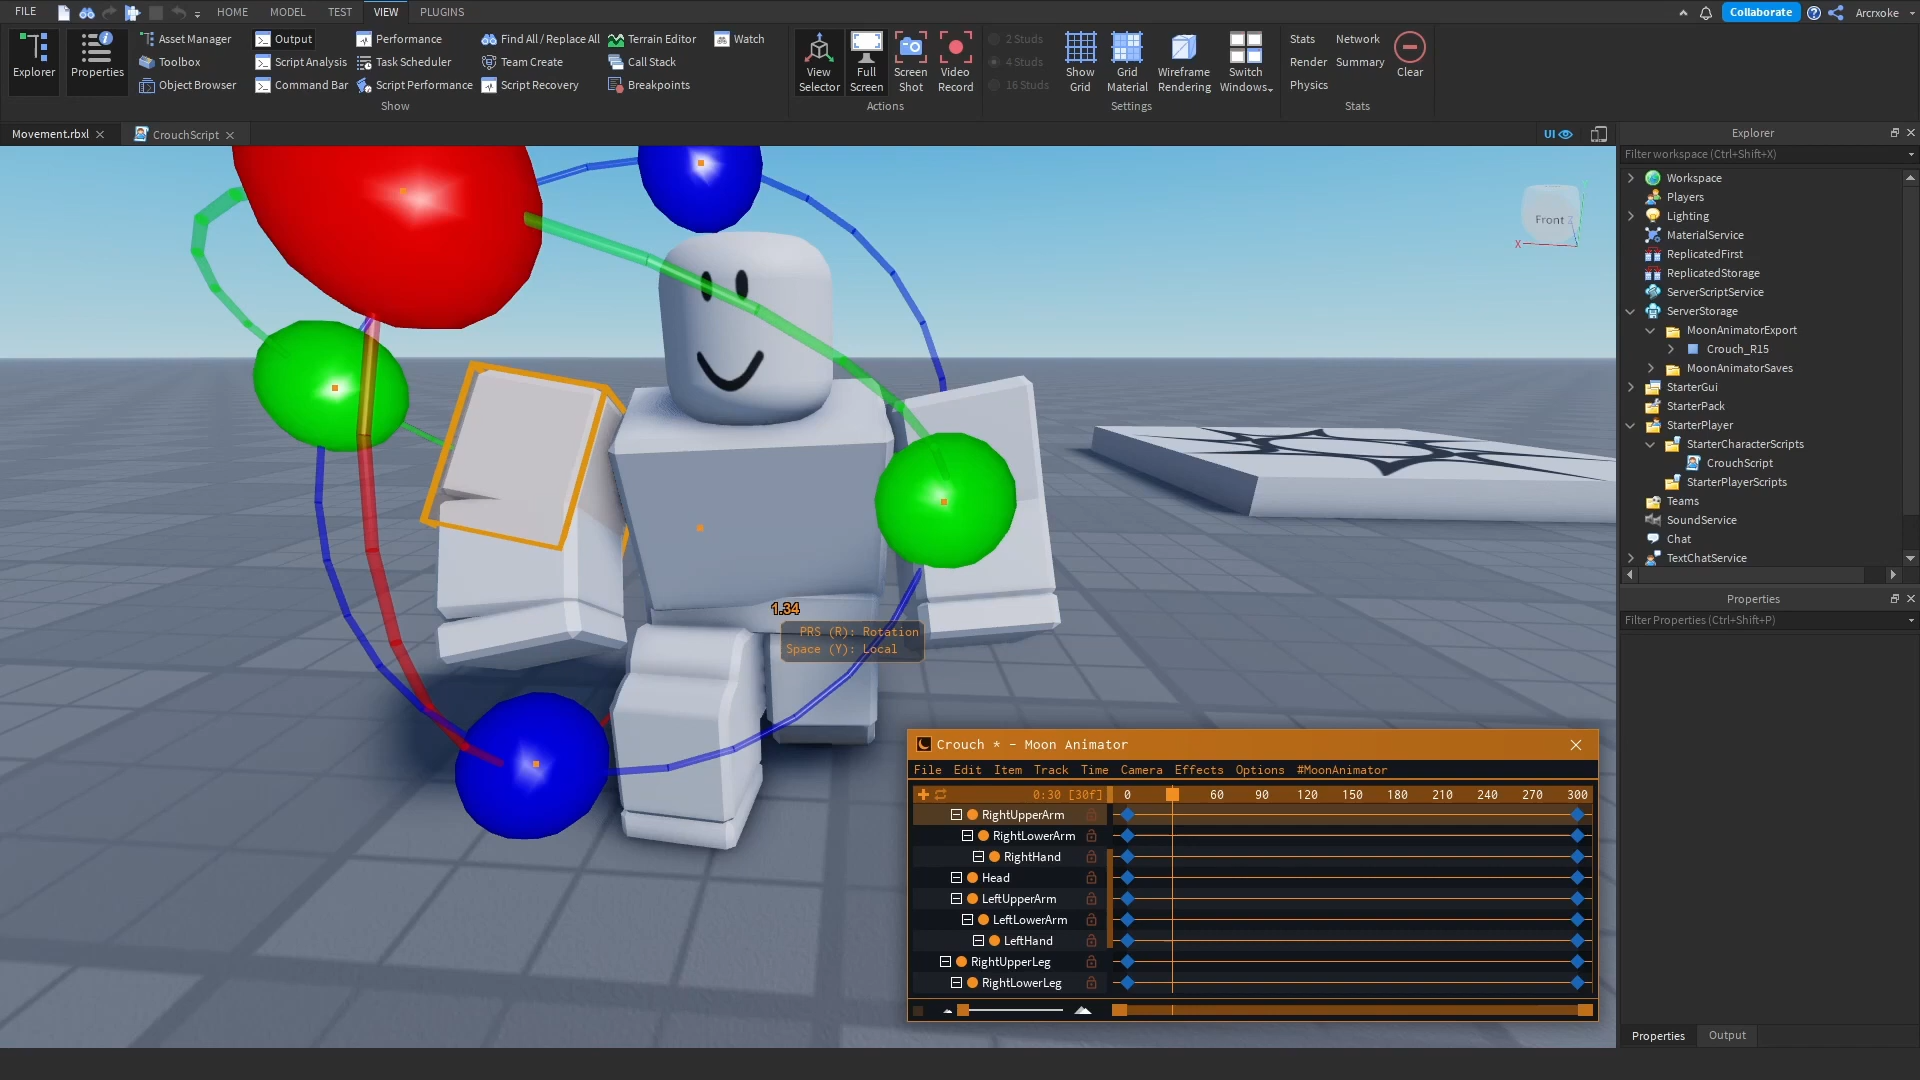 FILE HOME MODEL TEST VIEW PLUGINS
Collaborate Arcrxoke
Explorer Properties
Asset Manager Output Performance Find All / Replace All Terrain Editor Watch
Toolbox Script Analysis Task Scheduler Team Create Call Stack
Object Browser Command Bar Script Performance Script Recovery Breakpoints
Show
View Selector Full Screen Screen Shot Video Record
Actions
2 Studs
4 Studs
16 Studs
Show Grid Grid Material Wireframe Rendering Switch Windows
Settings
Stats Network
Render Summary
Physics
Clear
Stats
Movement.rbxl CrouchScript
UI
Front
X
1.34
PRS (R): Rotation
Space (Y): Local
Crouch * - Moon Animator
File Edit Item Track Time Camera Effects Options #MoonAnimator
0:30 [30f] 0 60 90 120 150 180 210 240 270 300
RightUpperArm
RightLowerArm
RightHand
Head
LeftUpperArm
LeftLowerArm
LeftHand
RightUpperLeg
RightLowerLeg
Explorer
Filter workspace (Ctrl+Shift+X)
Workspace
Players
Lighting
MaterialService
ReplicatedFirst
ReplicatedStorage
ServerScriptService
ServerStorage
MoonAnimatorExport
Crouch_R15
MoonAnimatorSaves
StarterGui
StarterPack
StarterPlayer
StarterCharacterScripts
CrouchScript
StarterPlayerScripts
Teams
SoundService
Chat
TextChatService
Properties
Filter Properties (Ctrl+Shift+P)
Properties Output